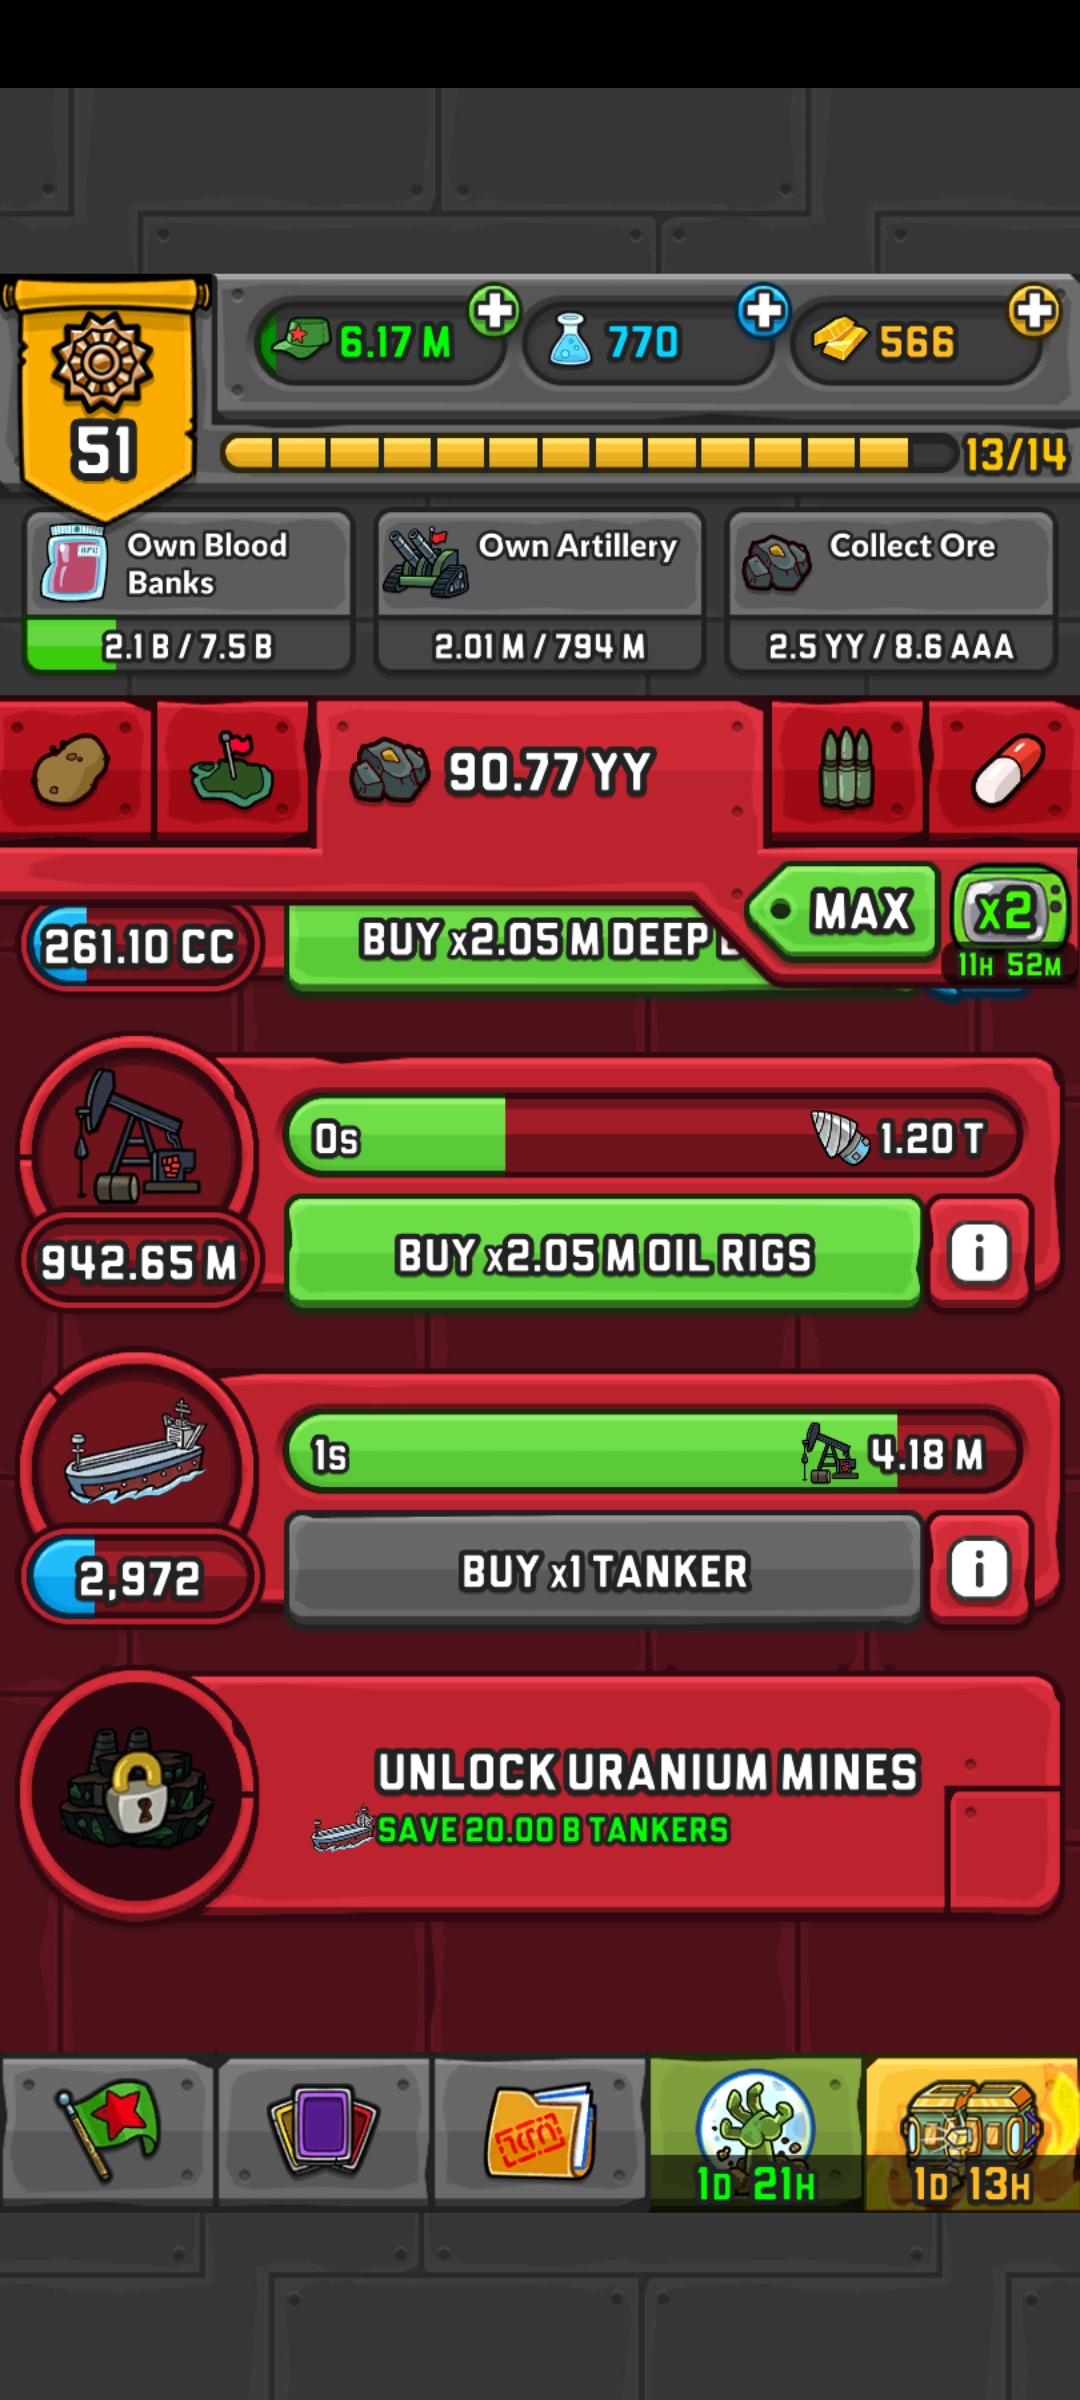 51
6.17 M
770
566
13/14
Own Blood
Banks
2.1 B / 7.5 B
Own Artillery
2.01 M / 794 M
Collect Ore
2.5 YY / 8.6 AAA
90.77 YY
MAX
x2
11H 52M
261.10 CC
BUY x2.05 M DEEP
0s
1.20 T
942.65 M
BUY x2.05 M OIL RIGS
i
1s
4.18 M
2,972
BUY x1 TANKER
i
UNLOCK URANIUM MINES
SAVE 20.00 B TANKERS
1D 21H
1D 13H